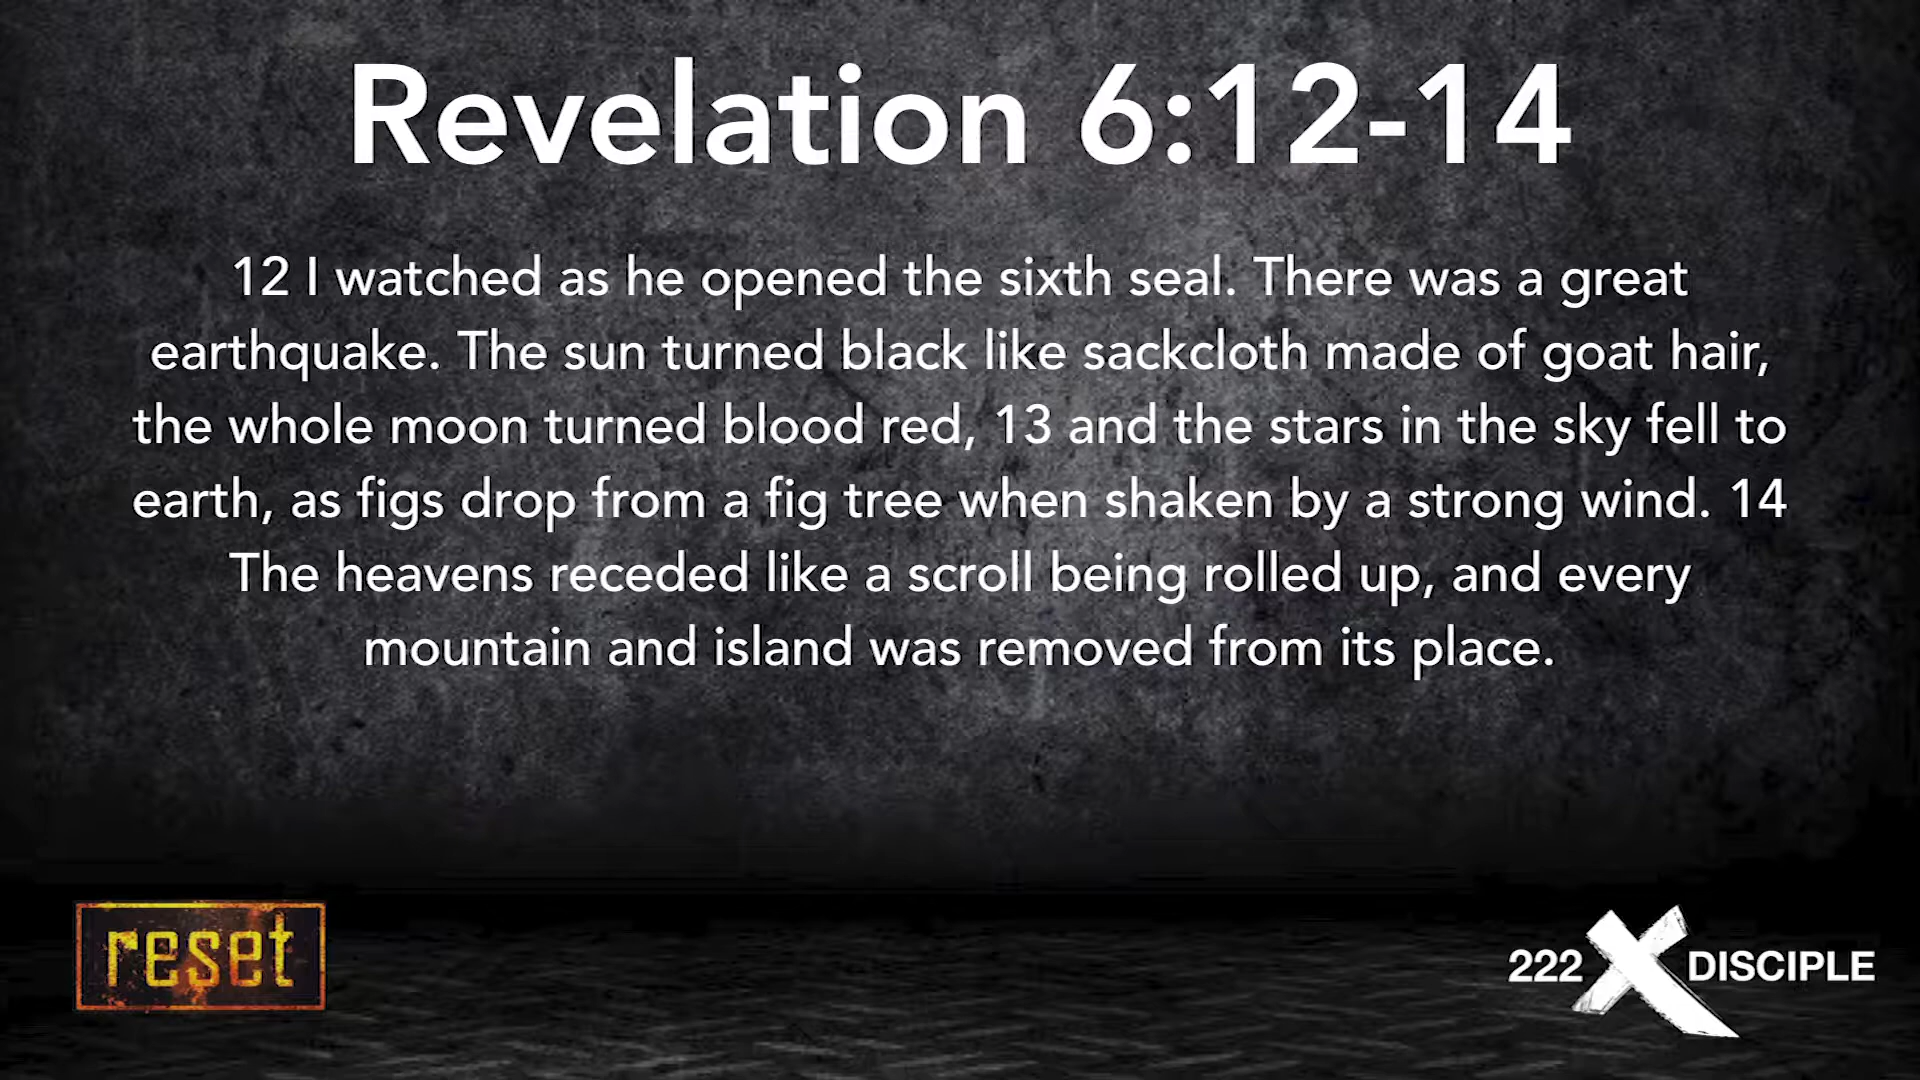 Revelation 6:12-14
12 I watched as he opened the sixth seal. There was a great
earthquake. The sun turned black like sackcloth made of goat hair,
the whole moon turned blood red, 13 and the stars in the sky fell to
earth, as figs drop from a fig tree when shaken by a strong wind. 14
The heavens receded like a scroll being rolled up, and every
mountain and island was removed from its place.
reset
222 X DISCIPLE